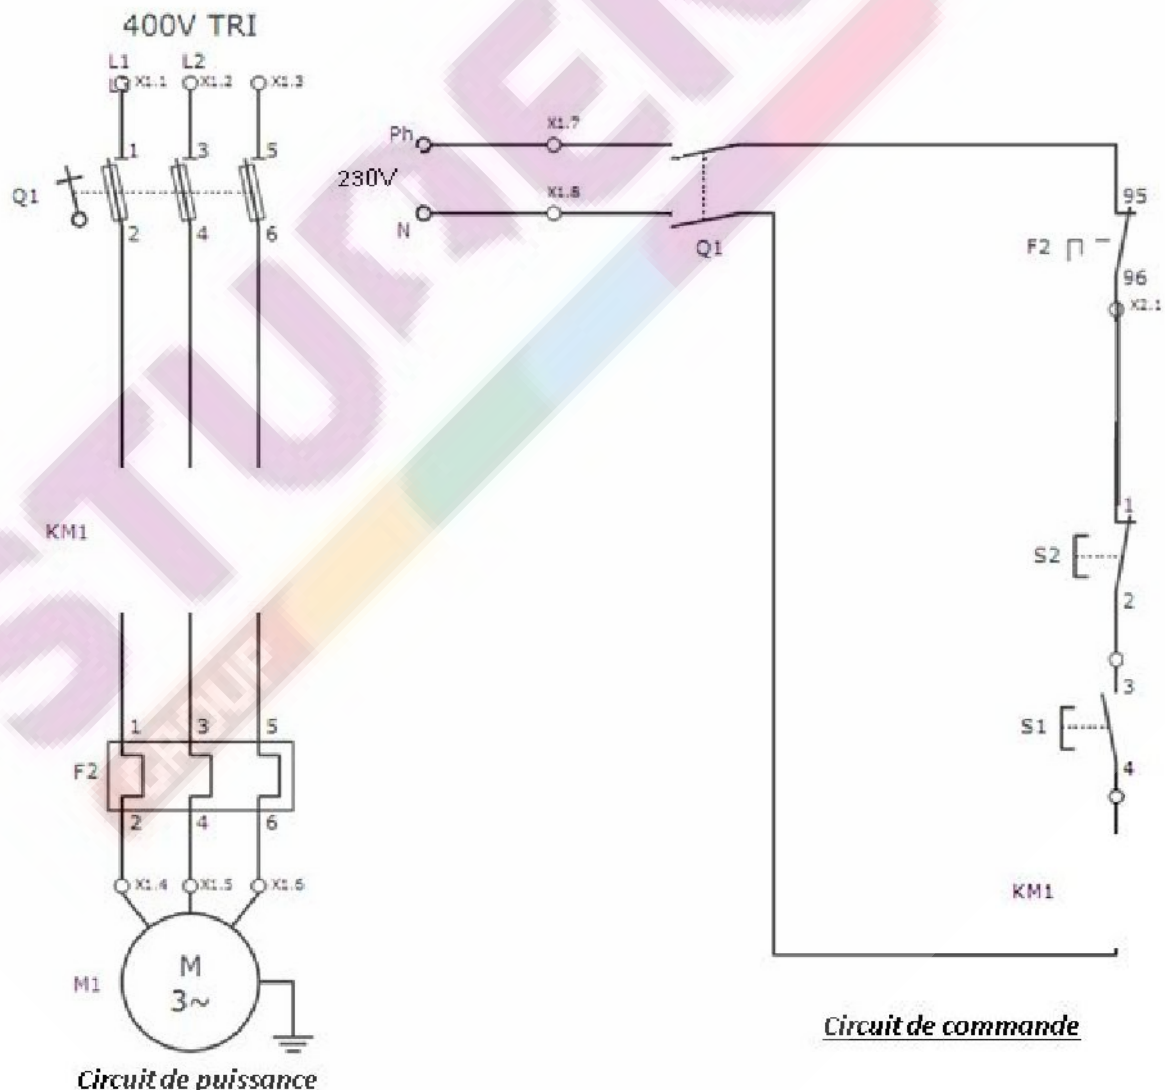 400V TRI
L1 L2
X1.1 X1.2 X1.3
1 3 5
Q1
2 4 6
KM1
1 3 5
F2
2 4 6
X1.4 X1.5 X1.6
M1
M
3~
Circuit de puissance
Ph
X1.7
230V
X1.8
N
Q1
95
F2
96
X2.1
1
S2
2
3
S1
4
KM1
Circuit de commande
GROUP